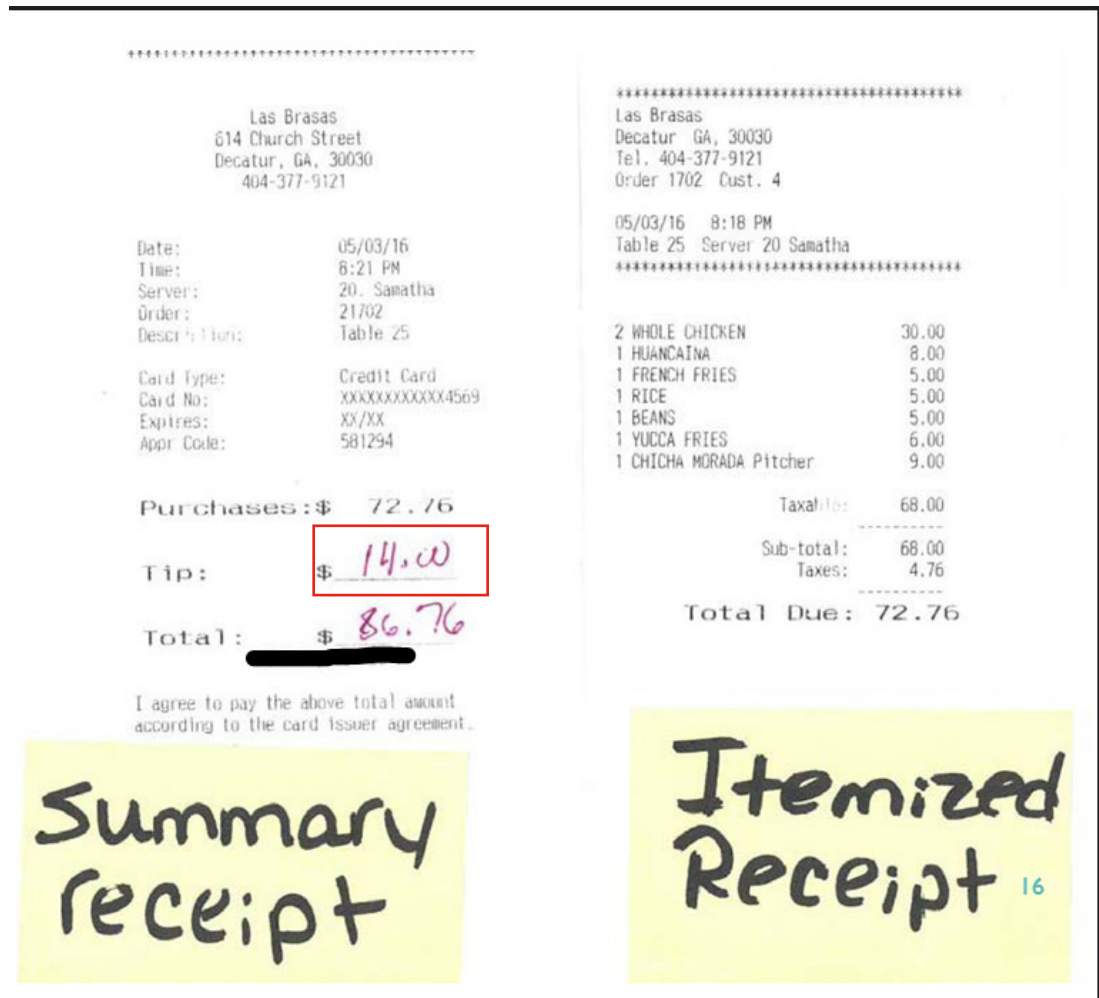 ****************************************
Las Brasas
614 Church Street
Decatur, GA, 30030
404-377-9121
Date: 05/03/16
Time: 8:21 PM
Server: 20. Samatha
Order: 21702
Description: Table 25
Card Type: Credit Card
Card No: XXXXXXXXXXXX4569
Expires: XX/XX
Appr Code: 581294
Purchases:$ 72.76
Tip: $ 14.00
Total: $ 86.76
I agree to pay the above total amount
according to the card issuer agreement.
Summary
receipt
****************************************
Las Brasas
Decatur GA, 30030
Tel. 404-377-9121
Order 1702 Cust. 4
05/03/16 8:18 PM
Table 25 Server 20 Samatha
****************************************
2 WHOLE CHICKEN 30.00
1 HUANCAINA 8.00
1 FRENCH FRIES 5.00
1 RICE 5.00
1 BEANS 5.00
1 YUCCA FRIES 6.00
1 CHICHA MORADA Pitcher 9.00
Taxable: 68.00
Sub-total: 68.00
Taxes: 4.76
Total Due: 72.76
Itemized
Receipt
16